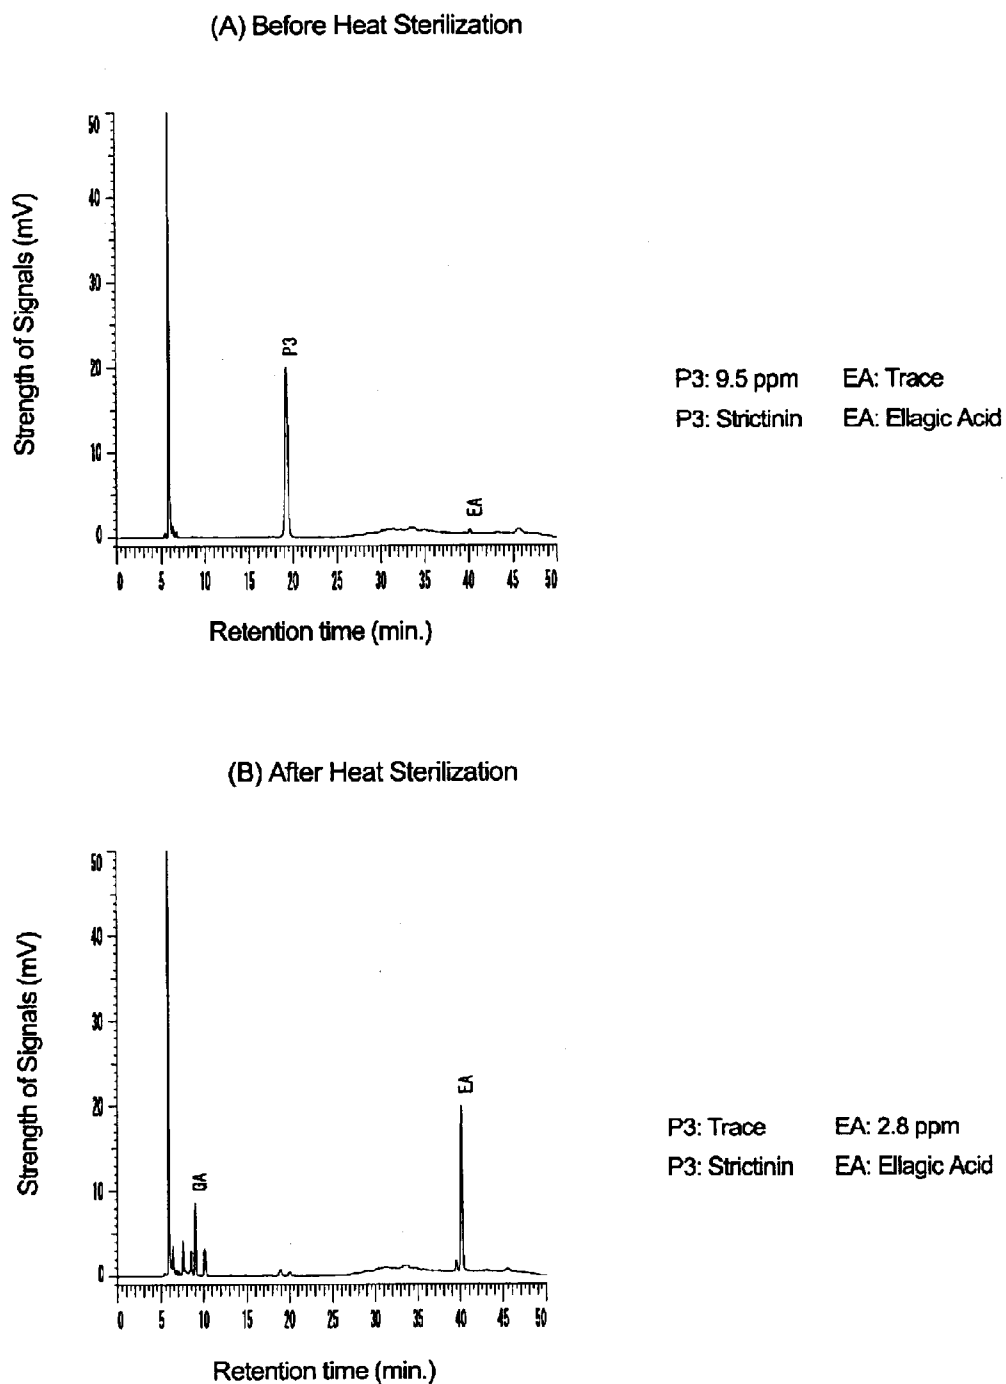 (A) Before Heat Sterilization
Strength of Signals (mV)
50
40
30
20
10
0
P3
EA
0 5 10 15 20 25 30 35 40 45 50
Retention time (min.)
P3: 9.5 ppm EA: Trace
P3: Strictinin EA: Ellagic Acid
(B) After Heat Sterilization
Strength of Signals (mV)
50
40
30
20
10
0
GA
EA
0 5 10 15 20 25 30 35 40 45 50
Retention time (min.)
P3: Trace EA: 2.8 ppm
P3: Strictinin EA: Ellagic Acid